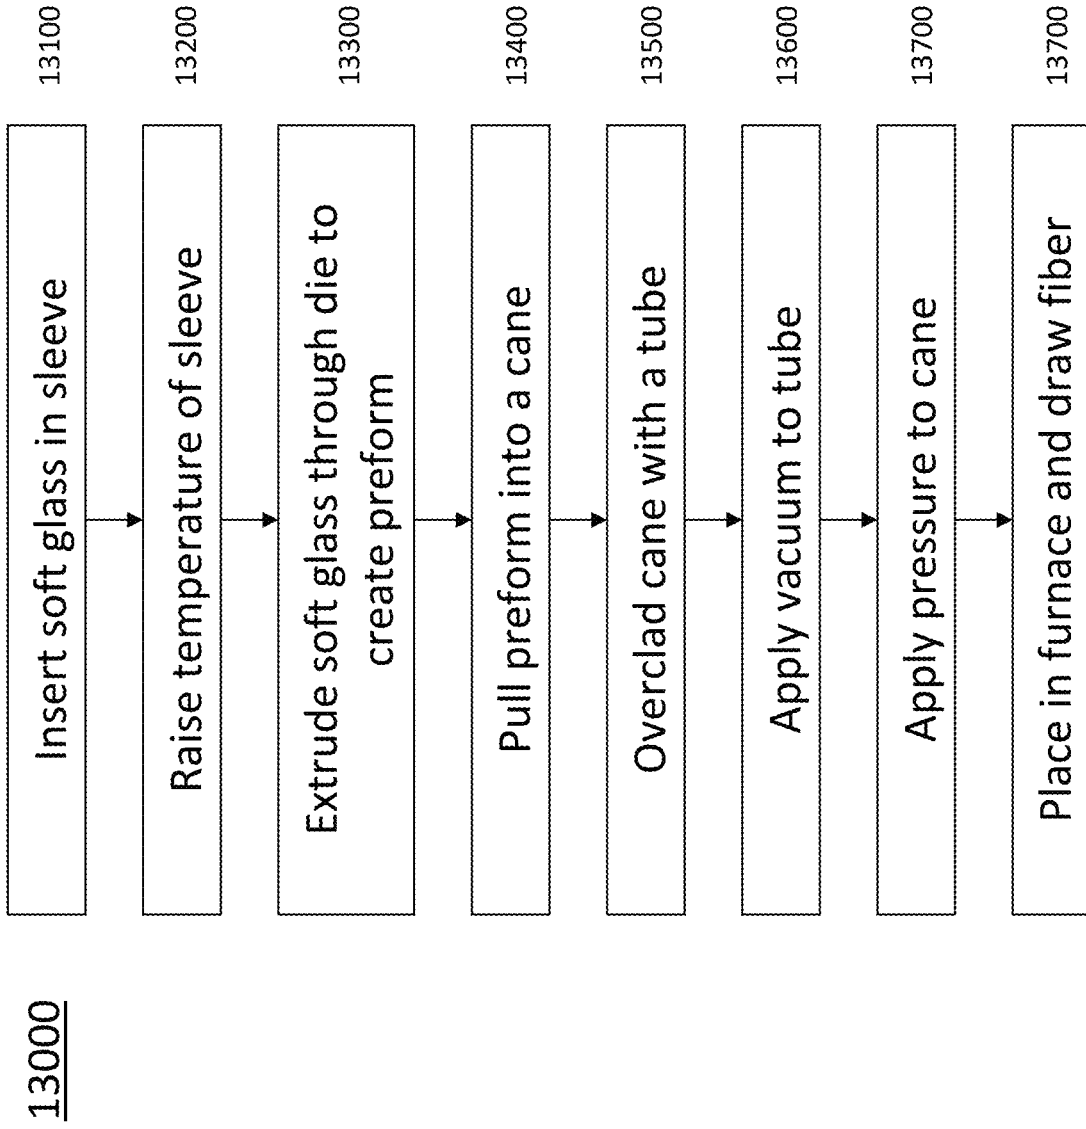 13000
Insert soft glass in sleeve
13100
Raise temperature of sleeve
13200
Extrude soft glass through die to
create preform
13300
Pull preform into a cane
13400
Overclad cane with a tube
13500
Apply vacuum to tube
13600
Apply pressure to cane
13700
Place in furnace and draw fiber
13700